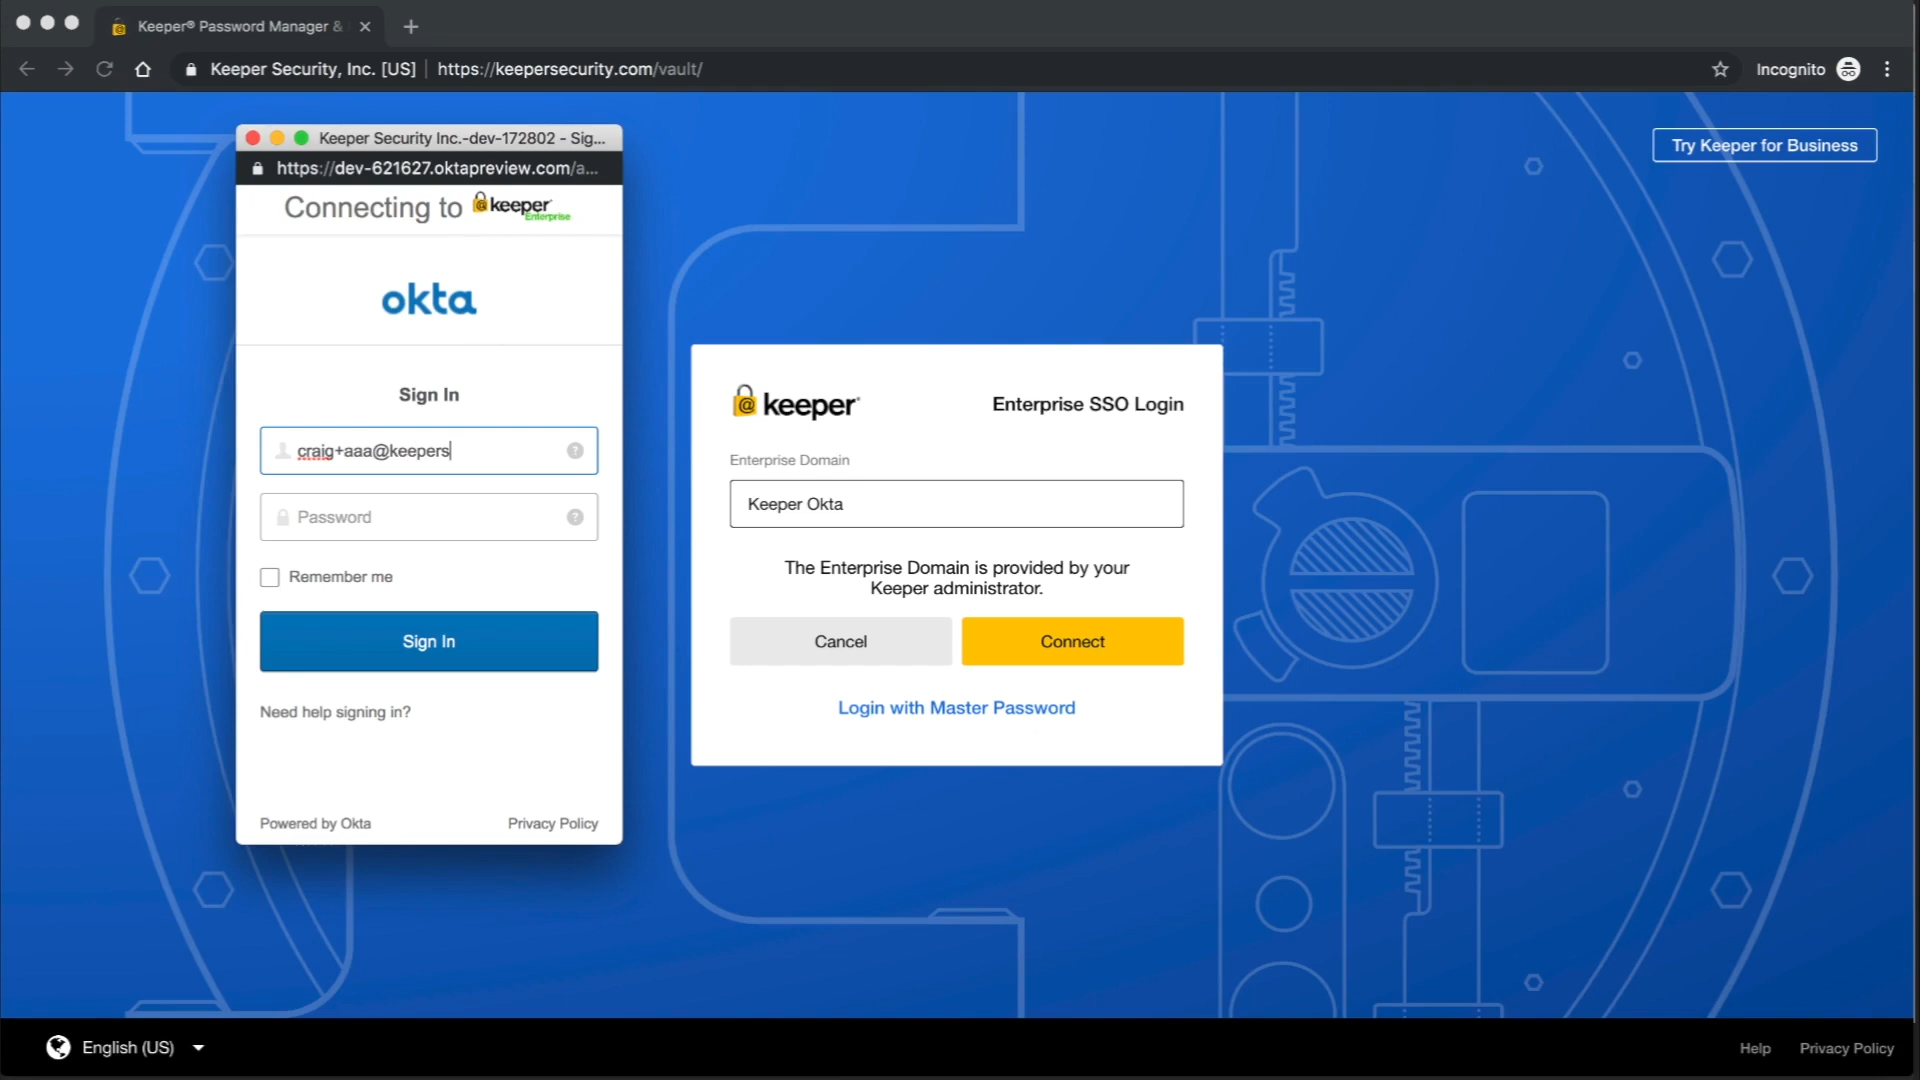 Keeper® Password Manager &
Keeper Security, Inc. [US] | https://keepersecurity.com/vault/
Incognito
Try Keeper for Business
Keeper Security Inc.-dev-172802 - Sig...
https://dev-621627.oktapreview.com/a...
Connecting to keeper Enterprise
okta
Sign In
craig+aaa@keepers
Password
Remember me
Sign In
Need help signing in?
Powered by Okta
Privacy Policy
keeper
Enterprise SSO Login
Enterprise Domain
Keeper Okta
The Enterprise Domain is provided by your
Keeper administrator.
Cancel
Connect
Login with Master Password
English (US)
Help
Privacy Policy